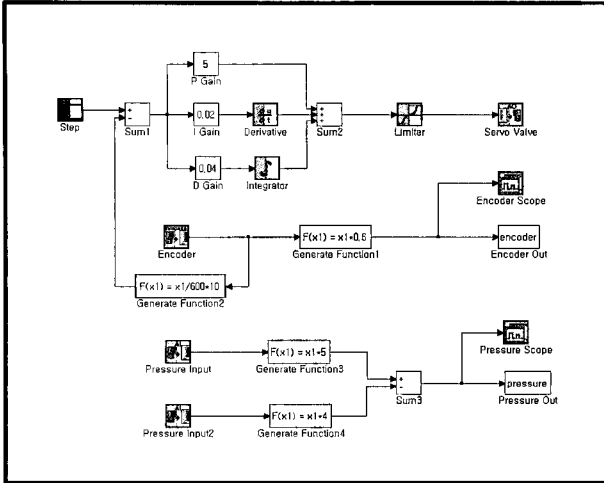 5
P Gain
Step
Sum1
0.02
I Gain
Derivative
Sum2
Limiter
Servo Valve
0.04
D Gain
Integrator
Encoder Scope
Encoder
F(x1) = x1*0.6
Generate Function1
encoder
Encoder Out
F(x1) = x1/600*10
Generate Function2
Pressure Scope
Pressure Input
F(x1) = x1*5
Generate Function3
Sum3
pressure
Pressure Out
Pressure Input2
F(x1) = x1*4
Generate Function4